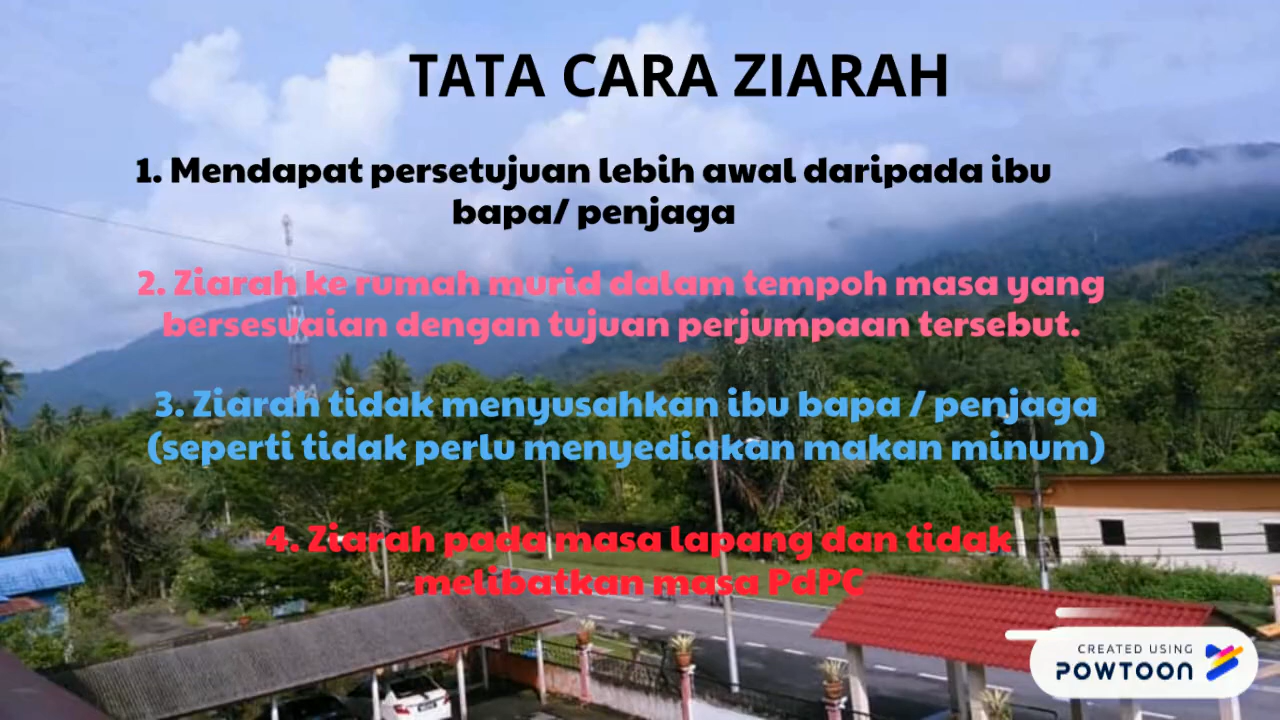 TATA CARA ZIARAH
1. Mendapat persetujuan lebih awal daripada ibu
bapa/ penjaga
2. Ziarah ke rumah murid dalam tempoh masa yang
bersesuaian dengan tujuan perjumpaan tersebut.
3. Ziarah tidak menyusahkan ibu bapa / penjaga
(seperti tidak perlu menyediakan makan minum)
4. Ziarah pada masa lapang dan tidak
melibatkan masa PdPC
CREATED USING
POWTOON